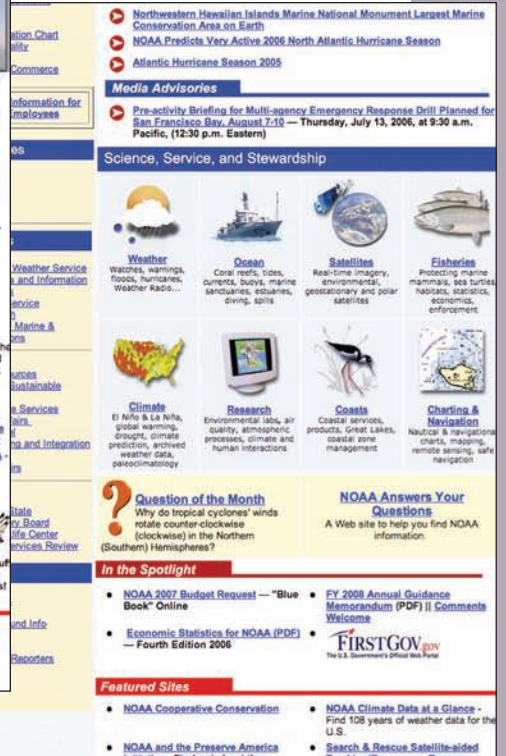 ation Chart
ality
Commerce
Information for
Employees
es
Weather Service
s and Information
ervice
Marine &
ons
urces
Sustainable
e Services
airs
ng and Integration
rs
State
ry Board
life Center
ervices Review
und Info
Reporters
Northwestern Hawaiian Islands Marine National Monument Largest Marine
Conservation Area on Earth
NOAA Predicts Very Active 2006 North Atlantic Hurricane Season
Atlantic Hurricane Season 2005
Media Advisories
Pre-activity Briefing for Multi-agency Emergency Response Drill Planned for
San Francisco Bay, August 7-10 — Thursday, July 13, 2006, at 9:30 a.m.
Pacific, (12:30 p.m. Eastern)
Science, Service, and Stewardship
Weather
Watches, warnings,
floods, hurricanes,
Weather Radio...
Ocean
Coral reefs, tides,
currents, buoys, marine
sanctuaries, estuaries,
diving, spills
Satellites
Real-time imagery,
environmental,
geostationary and polar
satellites
Fisheries
Protecting marine
mammals, sea turtles,
habitats, statistics,
economics,
enforcement
Climate
El Niño & La Niña,
global warming,
drought, climate
prediction, archived
weather data,
paleoclimatology
Research
Environmental labs, air
quality, atmospheric
processes, climate and
human interactions
Coasts
Coastal services,
products, Great Lakes,
coastal zone
management
Charting &
Navigation
Nautical & navigational
charts, mapping,
remote sensing, safe
navigation
Question of the Month
Why do tropical cyclones' winds
rotate counter-clockwise
(clockwise) in the Northern
(Southern) Hemispheres?
NOAA Answers Your
Questions
A Web site to help you find NOAA
information.
In the Spotlight
NOAA 2007 Budget Request — "Blue
Book" Online
Economic Statistics for NOAA (PDF)
— Fourth Edition 2006
FY 2008 Annual Guidance
Memorandum (PDF) || Comments
Welcome
FIRSTGOV.gov
The U.S. Government's Official Web Portal
Featured Sites
NOAA Cooperative Conservation
NOAA and the Preserve America
NOAA Climate Data at a Glance -
Find 108 years of weather data for the
U.S.
Search & Rescue Satellite-aided